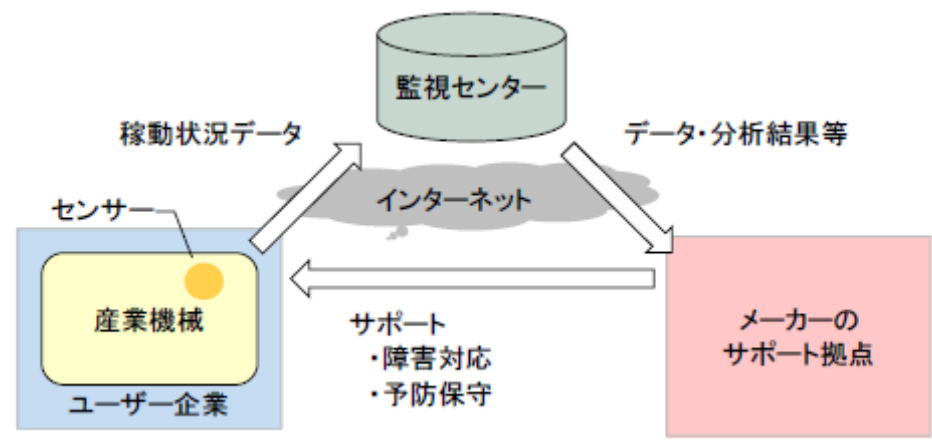 監視センター
稼動状況データ
データ・分析結果等
インターネット
センサー
産業機械
ユーザー企業
サポート
・障害対応
・予防保守
メーカーの
サポート拠点